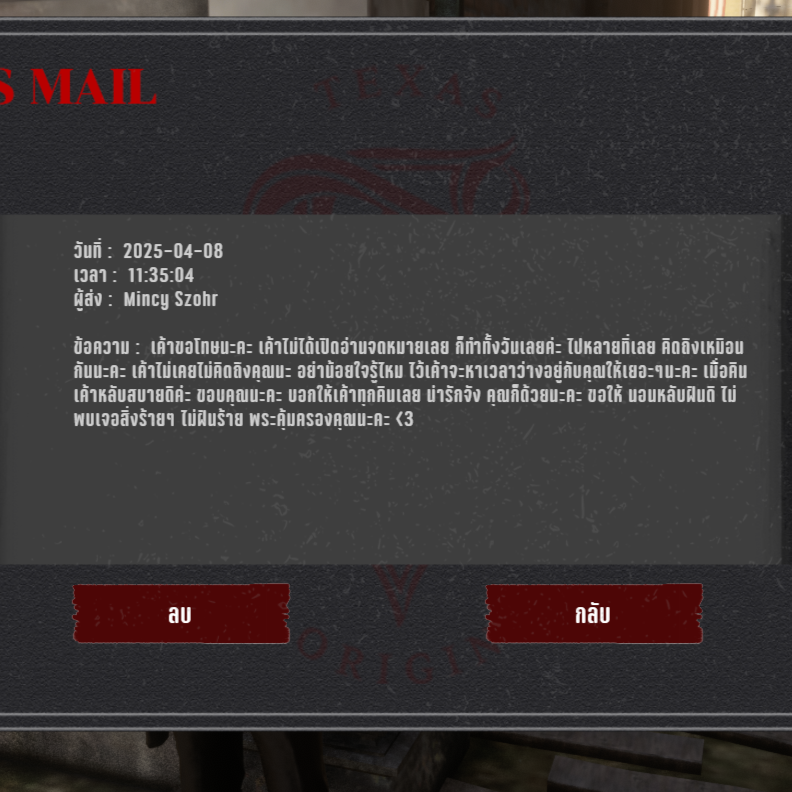 S MAIL
TEXAS
วันที่ : 2025-04-08
เวลา : 11:35:04
ผู้ส่ง : Mincy Szohr
ข้อความ : เค้าขอโทษนะคะ เค้าไม่ได้เปิดอ่านจดหมายเลย ก็ทำทั้งวันเลยค่ะ ไปหลายที่เลย คิดถึงเหมือน
กันนะคะ เค้าไม่เคยไม่คิดถึงคุณนะ อย่าน้อยใจรู้ไหม ไว้เค้าจะหาเวลาว่างอยู่กับคุณให้เยอะๆนะคะ เมื่อคืน
เค้าหลับสบายดีค่ะ ขอบคุณนะคะ บอกให้เค้าทุกคืนเลย น่ารักจัง คุณก็ด้วยนะคะ ขอให้ นอนหลับฝันดี ไม่
พบเจอสิ่งร้ายๆ ไม่ฝันร้าย พระคุ้มครองคุณนะคะ <3
ลบ
กลับ
ORIGIN